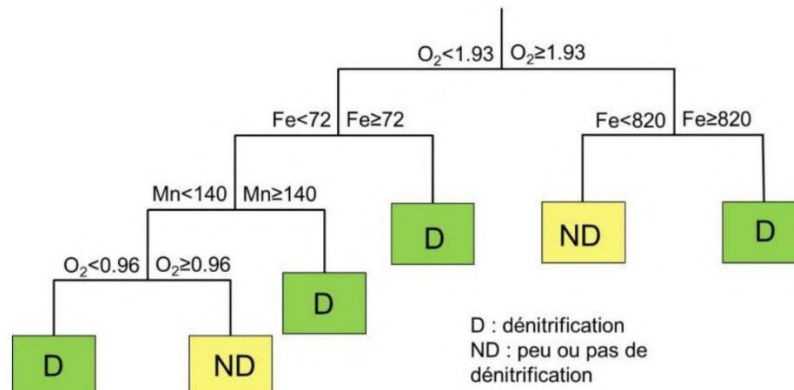 O₂<1.93 O₂≥1.93
Fe<72 Fe≥72 Fe<820 Fe≥820
Mn<140 Mn≥140
D ND D
O₂<0.96 O₂≥0.96
D
D : dénitrification
ND : peu ou pas de
dénitrification
D ND